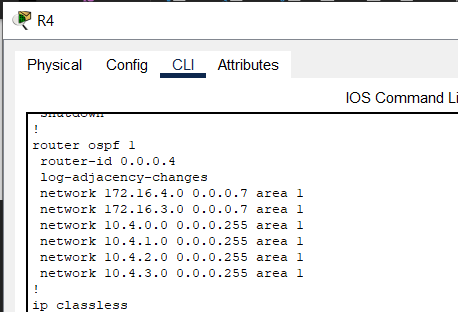 R4
Physical Config CLI Attributes
IOS Command Li
shutdown
!
router ospf 1
router-id 0.0.0.4
log-adjacency-changes
network 172.16.4.0 0.0.0.7 area 1
network 172.16.3.0 0.0.0.7 area 1
network 10.4.0.0 0.0.0.255 area 1
network 10.4.1.0 0.0.0.255 area 1
network 10.4.2.0 0.0.0.255 area 1
network 10.4.3.0 0.0.0.255 area 1
!
ip classless